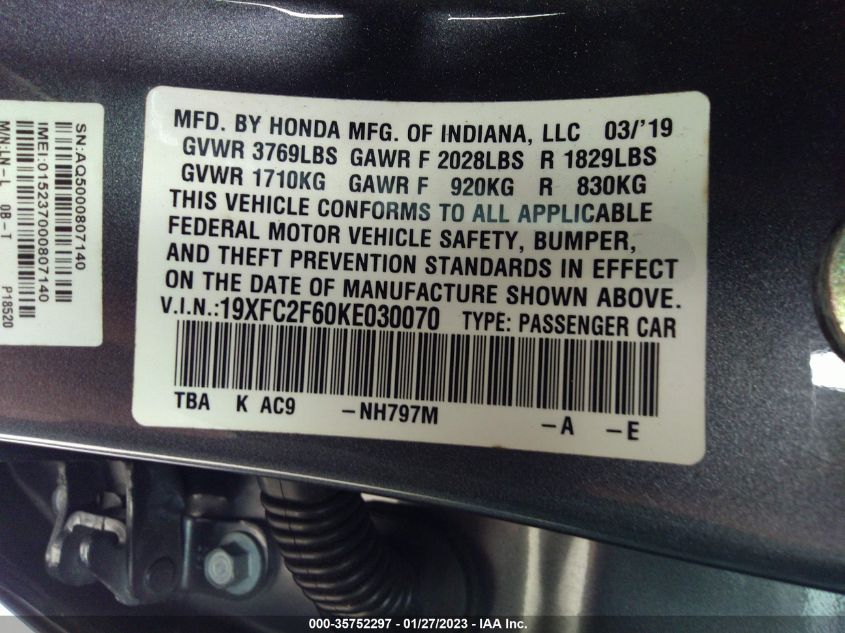 MFD. BY HONDA MFG. OF INDIANA, LLC 03/'19
GVWR 3769LBS GAWR F 2028LBS R 1829LBS
GVWR 1710KG GAWR F 920KG R 830KG
THIS VEHICLE CONFORMS TO ALL APPLICABLE
FEDERAL MOTOR VEHICLE SAFETY, BUMPER,
AND THEFT PREVENTION STANDARDS IN EFFECT
ON THE DATE OF MANUFACTURE SHOWN ABOVE.
V.I.N.:19XFC2F60KE030070 TYPE: PASSENGER CAR
TBA K AC9 -NH797M -A -E
SN:AQ5000807140
IMEI:015237000807140
M/N:LN-L 0B-T
P18520
000-35752297 - 01/27/2023 - IAA Inc.